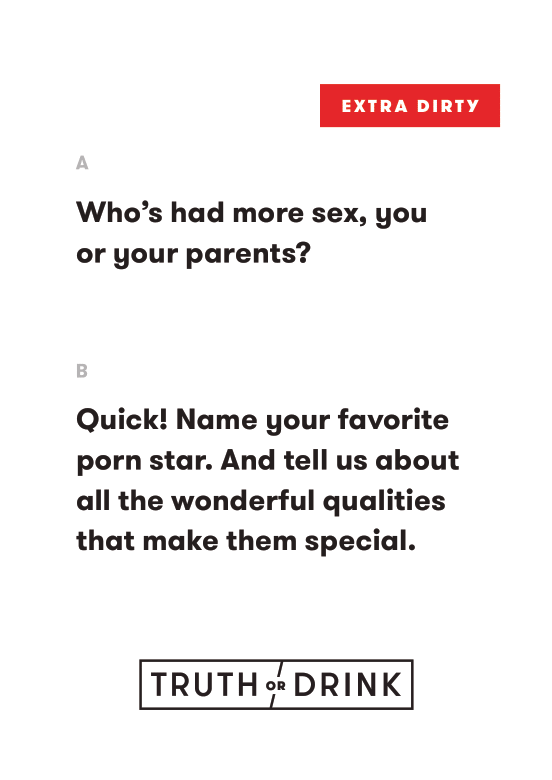 EXTRA DIRTY
A
Who’s had more sex, you
or your parents?
B
Quick! Name your favorite
porn star. And tell us about
all the wonderful qualities
that make them special.
TRUTH OR DRINK